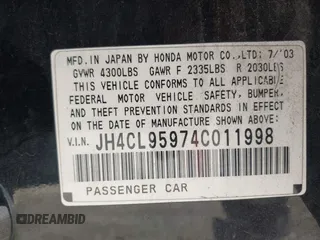 MFD. IN JAPAN BY HONDA MOTOR CO.,LTD. 7/'03
GVWR 4300LBS GAWR F 2335LBS R 2030LBS
THIS VEHICLE CONFORMS TO ALL APPLICABLE
FEDERAL MOTOR VEHICLE SAFETY, BUMPER,
AND THEFT PREVENTION STANDARDS IN EFFECT
ON THE DATE OF MANUFACTURE SHOWN ABOVE.
V.I.N. JH4CL95974C011998
PASSENGER CAR
DREAMBID